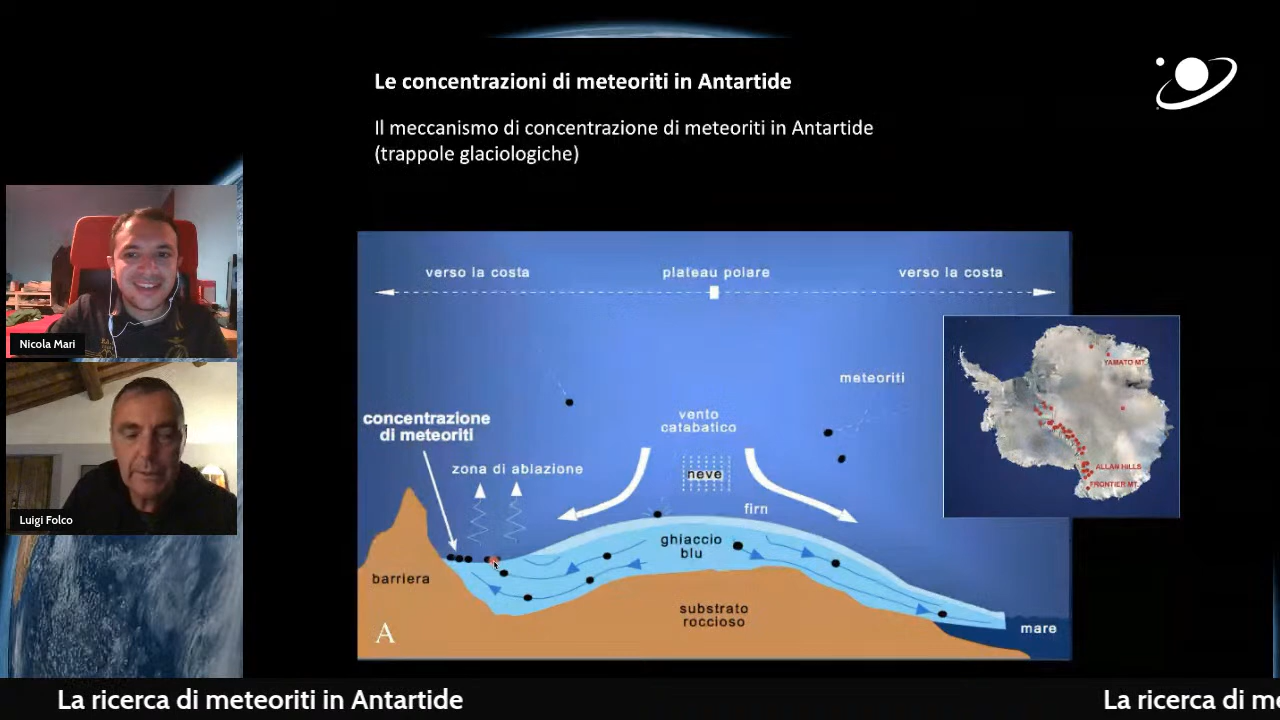 Le concentrazioni di meteoriti in Antartide
Il meccanismo di concentrazione di meteoriti in Antartide
(trappole glaciologiche)
verso la costa
plateau polare
verso la costa
meteoriti
YAMATO MT.
ALLAN HILLS
FRONTIER MT.
concentrazione
di meteoriti
vento
catabatico
zona di ablazione
neve
firn
ghiaccio
blu
barriera
substrato
roccioso
mare
A
Nicola Mari
Luigi Folco
La ricerca di meteoriti in Antartide
La ricerca di me